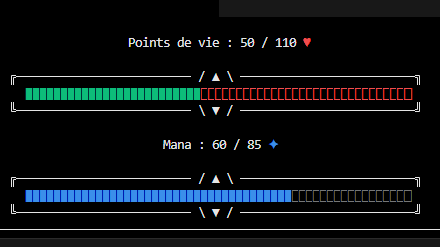 Points de vie : 50 / 110 ♥
/ ▲ \
\ ▼ /
Mana : 60 / 85 ✦
/ ▲ \
\ ▼ /